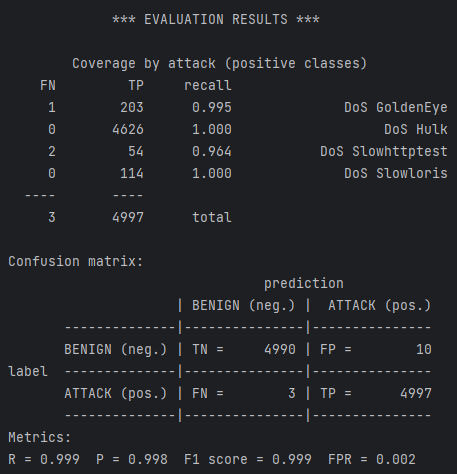 *** EVALUATION RESULTS ***
Coverage by attack (positive classes)
FN TP recall
1 203 0.995 DoS GoldenEye
0 4626 1.000 DoS Hulk
2 54 0.964 DoS Slowhttptest
0 114 1.000 DoS Slowloris
---- ----
3 4997 total
Confusion matrix:
prediction
| BENIGN (neg.) | ATTACK (pos.)
--------------|---------------|---------------
BENIGN (neg.) | TN = 4990 | FP = 10
label --------------|---------------|---------------
ATTACK (pos.) | FN = 3 | TP = 4997
--------------|---------------|---------------
Metrics:
R = 0.999 P = 0.998 F1 score = 0.999 FPR = 0.002